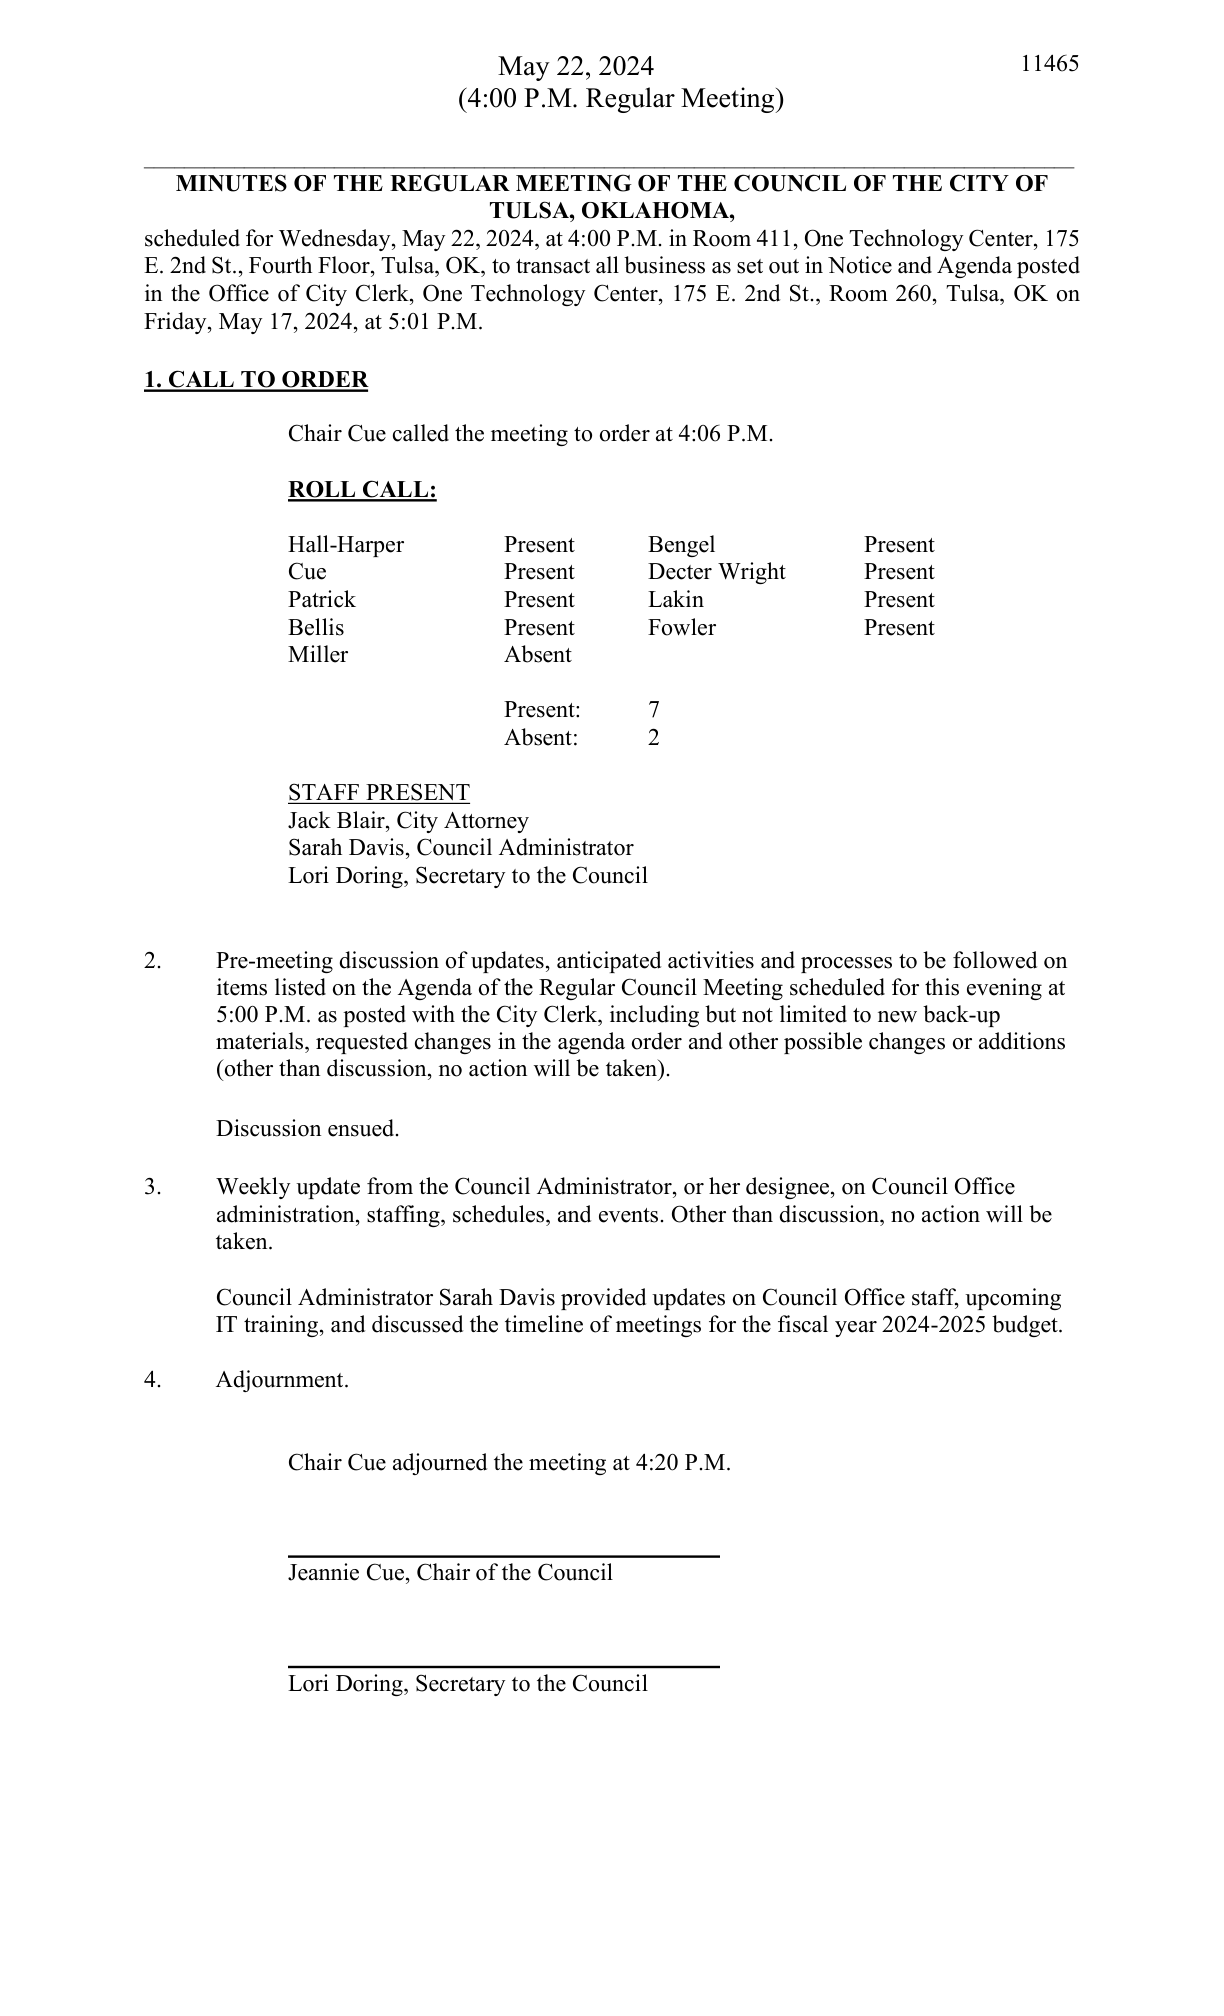 May 22, 2024 11465
(4:00 P.M. Regular Meeting)
MINUTES OF THE REGULAR MEETING OF THE COUNCIL OF THE CITY OF
TULSA, OKLAHOMA,
scheduled for Wednesday, May 22, 2024, at 4:00 P.M. in Room 411, One Technology Center, 175
E. 2nd St., Fourth Floor, Tulsa, OK, to transact all business as set out in Notice and Agenda posted
in the Office of City Clerk, One Technology Center, 175 E. 2nd St., Room 260, Tulsa, OK on
Friday, May 17, 2024, at 5:01 P.M.
1. CALL TO ORDER
Chair Cue called the meeting to order at 4:06 P.M.
ROLL CALL:
Hall-Harper Present Bengel Present
Cue Present Decter Wright Present
Patrick Present Lakin Present
Bellis Present Fowler Present
Miller Absent
Present: 7
Absent: 2
STAFF PRESENT
Jack Blair, City Attorney
Sarah Davis, Council Administrator
Lori Doring, Secretary to the Council
2. Pre-meeting discussion of updates, anticipated activities and processes to be followed on
items listed on the Agenda of the Regular Council Meeting scheduled for this evening at
5:00 P.M. as posted with the City Clerk, including but not limited to new back-up
materials, requested changes in the agenda order and other possible changes or additions
(other than discussion, no action will be taken).
Discussion ensued.
3. Weekly update from the Council Administrator, or her designee, on Council Office
administration, staffing, schedules, and events. Other than discussion, no action will be
taken.
Council Administrator Sarah Davis provided updates on Council Office staff, upcoming
IT training, and discussed the timeline of meetings for the fiscal year 2024-2025 budget.
4. Adjournment.
Chair Cue adjourned the meeting at 4:20 P.M.
Jeannie Cue, Chair of the Council
Lori Doring, Secretary to the Council